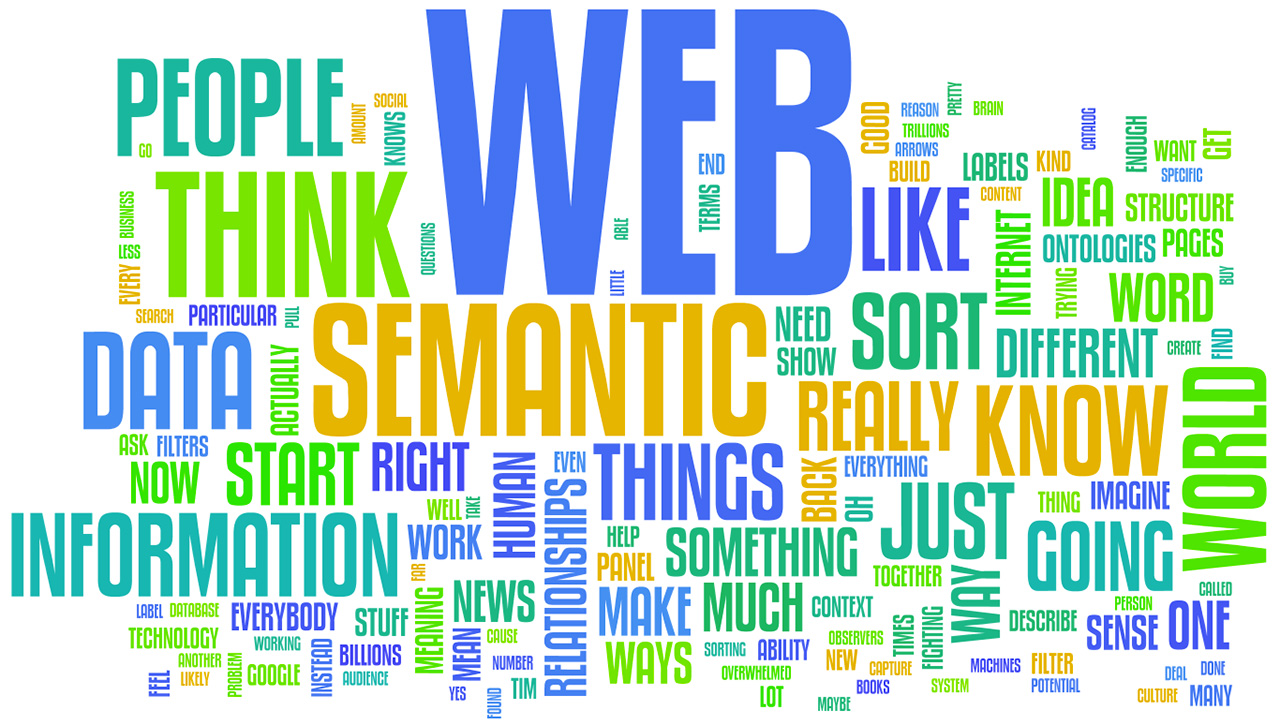 WEB
PEOPLE
GO
AMOUNT
SOCIAL
KNOWS
THINK
QUESTIONS
BUSINESS
LESS
EVERY
SEARCH
PARTICULAR
PULL
ABLE
LITTLE
END
TERMS
GOOD
REASON
PRETTY
BRAIN
TRILLIONS
ARROWS
BUILD
LABELS
KIND
CATALOG
ENOUGH
WANT
GET
SPECIFIC
CONTENT
LIKE
INTERNET
IDEA
STRUCTURE
ONTOLOGIES
PAGES
TRYING
WORD
BUY
DATA
ACTUALLY
SEMANTIC
NEED
SHOW
SORT
DIFFERENT
CREATE
FIND
REALLY
KNOW
WORLD
ASK
FILTERS
NOW
START
RIGHT
HUMAN
EVEN
RELATIONSHIPS
THINGS
BACK
EVERYTHING
OH
JUST
THING
IMAGINE
WELL
TAKE
INFORMATION
WORK
FAR
HELP
PANEL
SOMETHING
TOGETHER
WAY
GOING
CALLED
LABEL
DATABASE
EVERYBODY
STUFF
MEANING
NEWS
MAKE
MUCH
CONTEXT
TIMES
FIGHTING
DESCRIBE
PERSON
SENSE
ONE
TECHNOLOGY
WORKING
INSTEAD
BILLIONS
MEAN
CAUSE
OBSERVERS
ANOTHER
LIKELY
PROBLEM
GOOGLE
AUDIENCE
NUMBER
WAYS
SORTING
ABILITY
NEW
CAPTURE
MACHINES
FILTER
FEEL
YES
FOUND
TIM
OVERWHELMED
LOT
MAYBE
BOOKS
SYSTEM
POTENTIAL
DEAL
DONE
CULTURE
MANY